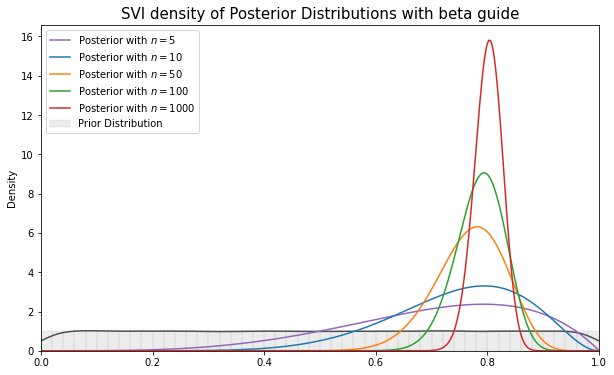 SVI density of Posterior Distributions with beta guide
Posterior with n = 5
Posterior with n = 10
Posterior with n = 50
Posterior with n = 100
Posterior with n = 1000
Prior Distribution
Density
16
14
12
10
8
6
4
2
0
0.0 0.2 0.4 0.6 0.8 1.0